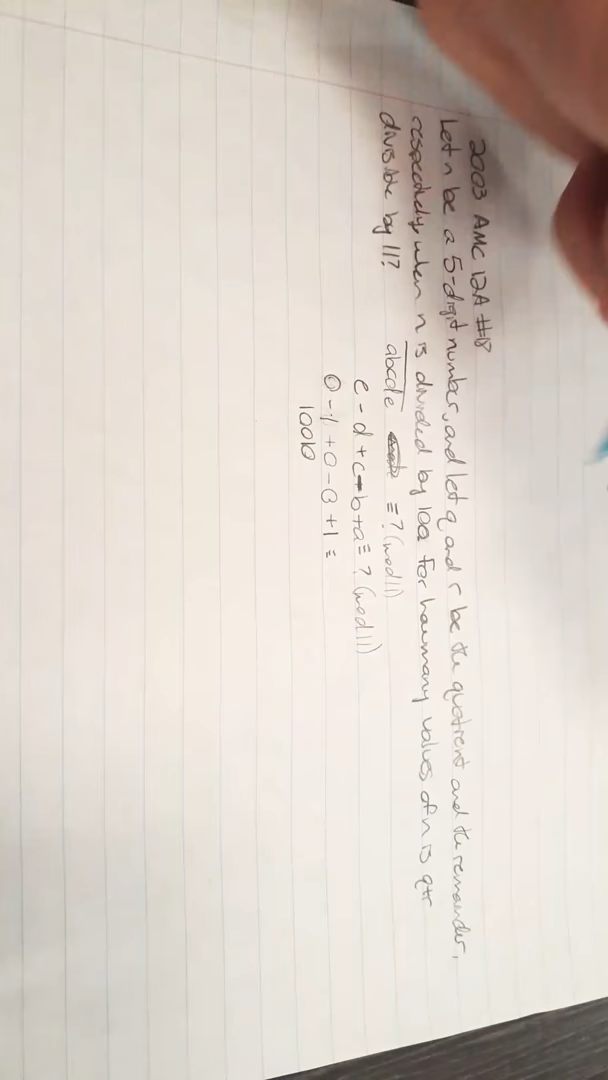 2003 AMC 12A #18
Let n be a 5-digit number, and let q and r be the quotient and the remainder,
respectively, when n is divided by 100. For how many values of n is q+r
divisible by 11?
abcde ≡ ? (mod 11)
e - d + c - b + a ≡ ? (mod 11)
0 - 1 + 0 - 0 + 1 =
10010